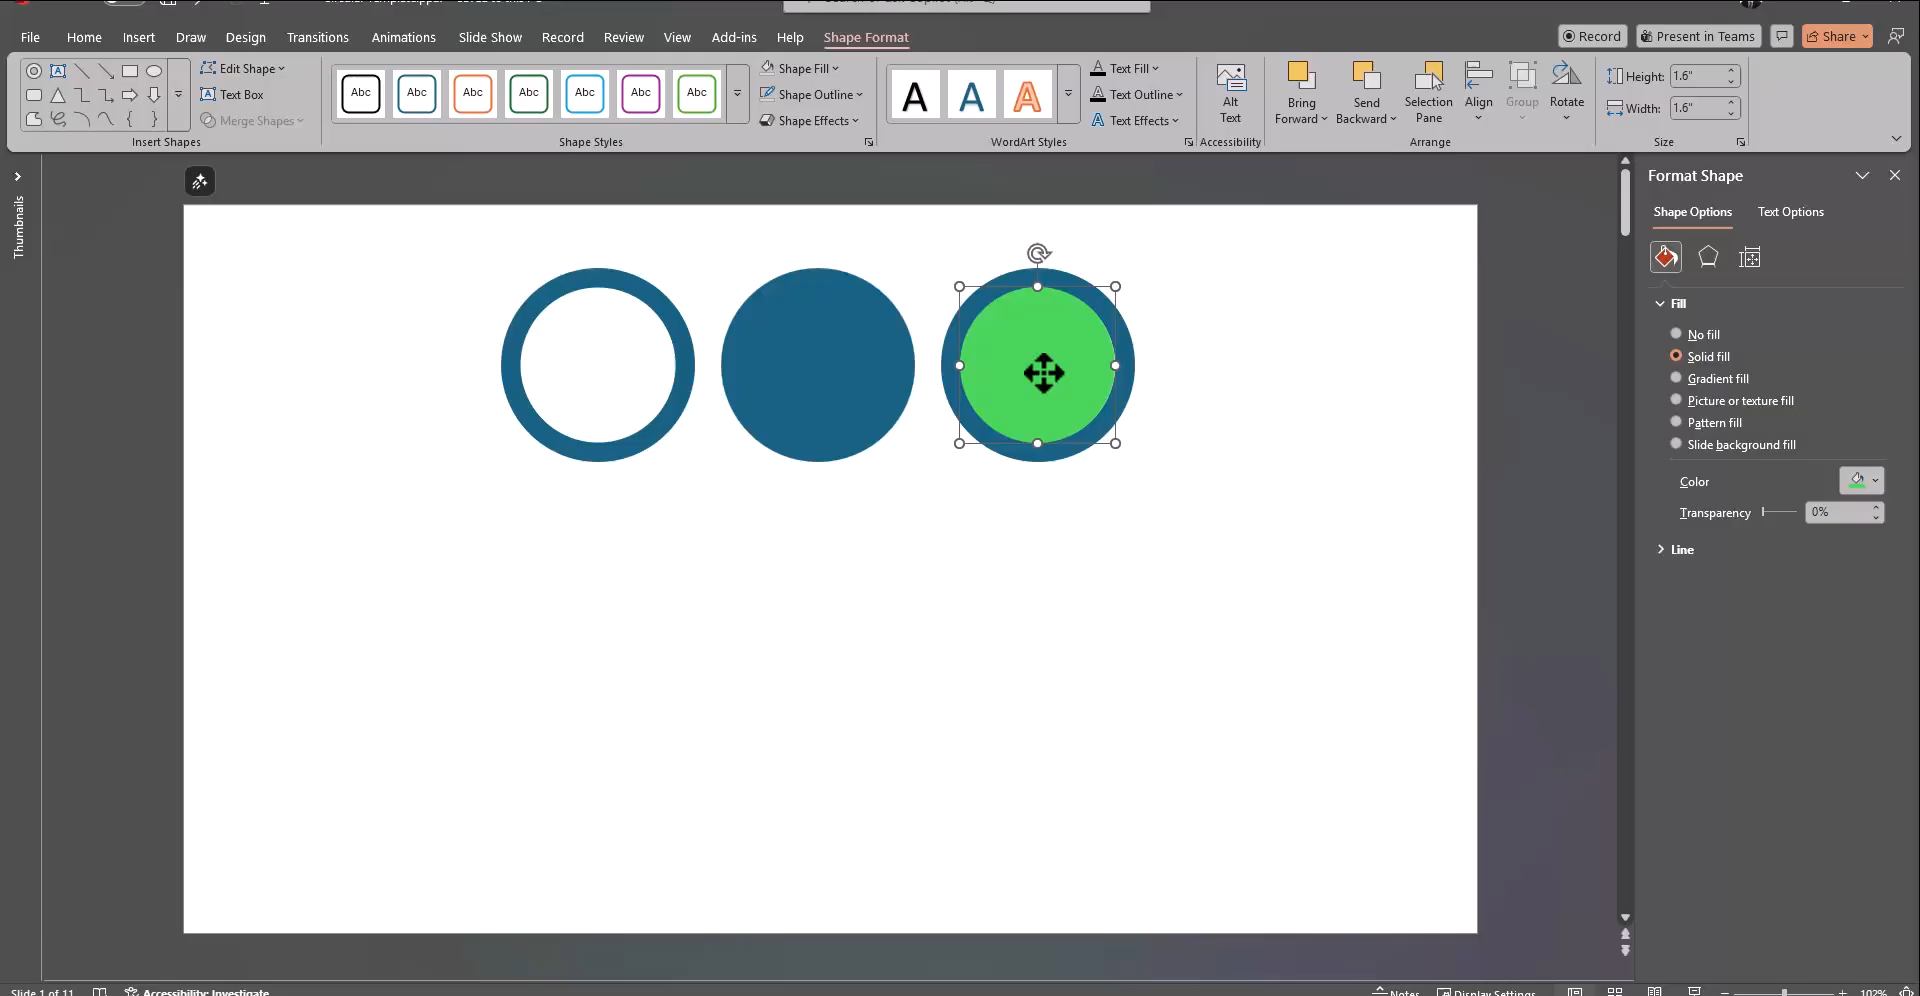 File Home Insert Draw Design Transitions Animations Slide Show Record Review View Add-ins Help Shape Format
Record Present in Teams Share
Edit Shape
Text Box
Merge Shapes
Insert Shapes
Abc Abc Abc Abc Abc Abc Abc
Shape Fill
Shape Outline
Shape Effects
Shape Styles
A A A
Text Fill
Text Outline
Text Effects
WordArt Styles
Alt
Text
Accessibility
Bring
Forward
Send
Backward
Selection
Pane
Align
Group
Rotate
Arrange
Height: 1.6"
Width: 1.6"
Size
Thumbnails
Format Shape
Shape Options Text Options
Fill
No fill
Solid fill
Gradient fill
Picture or texture fill
Pattern fill
Slide background fill
Color
Transparency 0%
Line
Slide 1 of 11 Accessibility: Investigate Notes Display Settings 102%